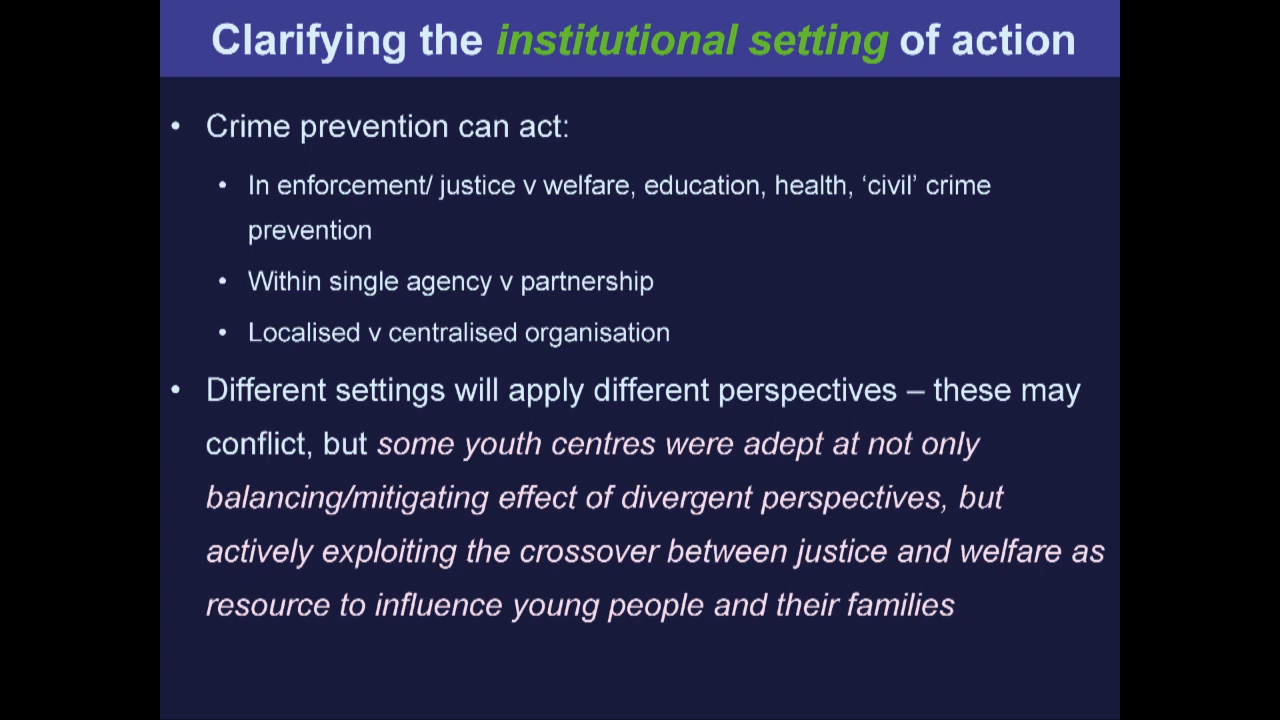 Clarifying the institutional setting of action
• Crime prevention can act:
• In enforcement/ justice v welfare, education, health, ‘civil’ crime
prevention
• Within single agency v partnership
• Localised v centralised organisation
• Different settings will apply different perspectives – these may
conflict, but some youth centres were adept at not only
balancing/mitigating effect of divergent perspectives, but
actively exploiting the crossover between justice and welfare as
resource to influence young people and their families